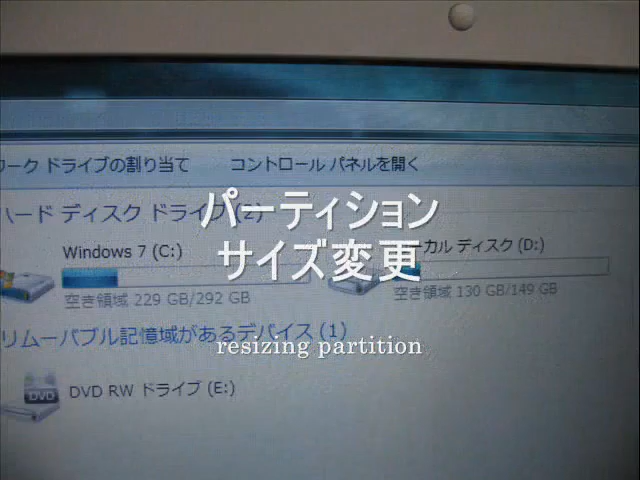 ワーク ドライブの割り当て コントロール パネルを開く
ハード ディスク ドライブ (2)
パーティション
サイズ変更
Windows 7 (C:)
空き領域 229 GB/292 GB
ーカル ディスク (D:)
空き領域 130 GB/149 GB
リムーバブル記憶域があるデバイス (1)
resizing partition
DVD
DVD RW ドライブ (E:)